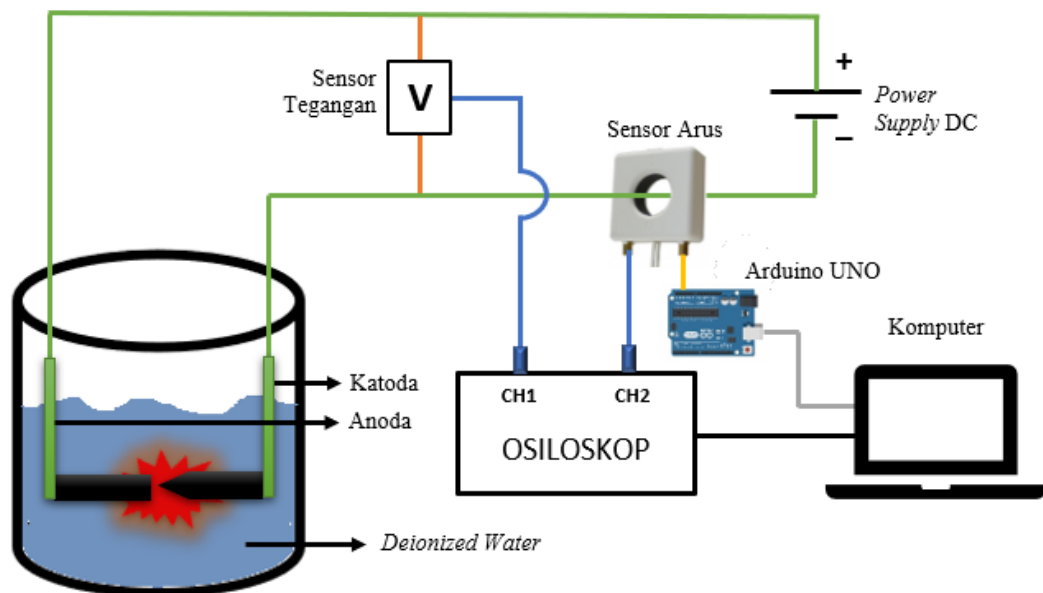 +
Power
Supply DC
−
Sensor
Tegangan
V
Sensor Arus
Arduino UNO
Komputer
Katoda
Anoda
CH1
CH2
OSILOSKOP
Deionized Water